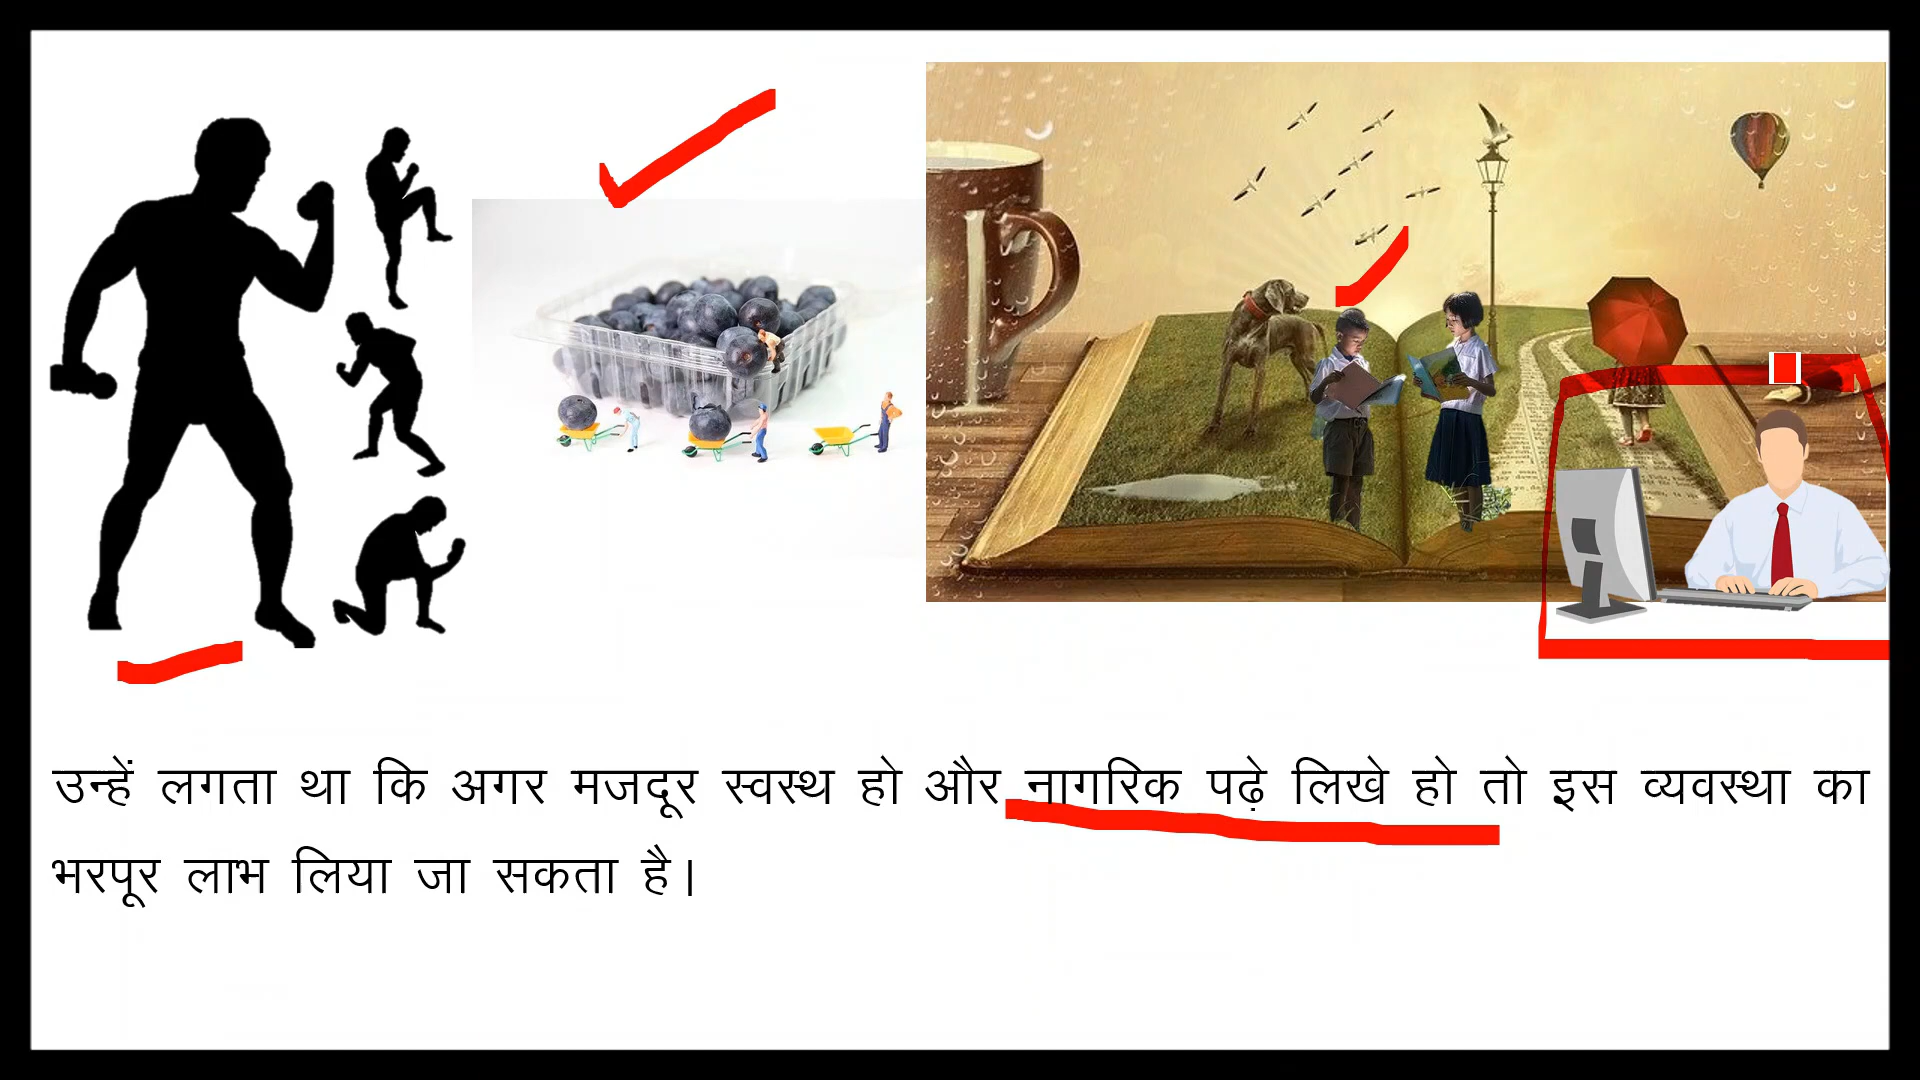 उन्हें लगता था कि अगर मजदूर स्वस्थ हो और नागरिक पढ़े लिखे हो तो इस व्यवस्था का
भरपूर लाभ लिया जा सकता है।